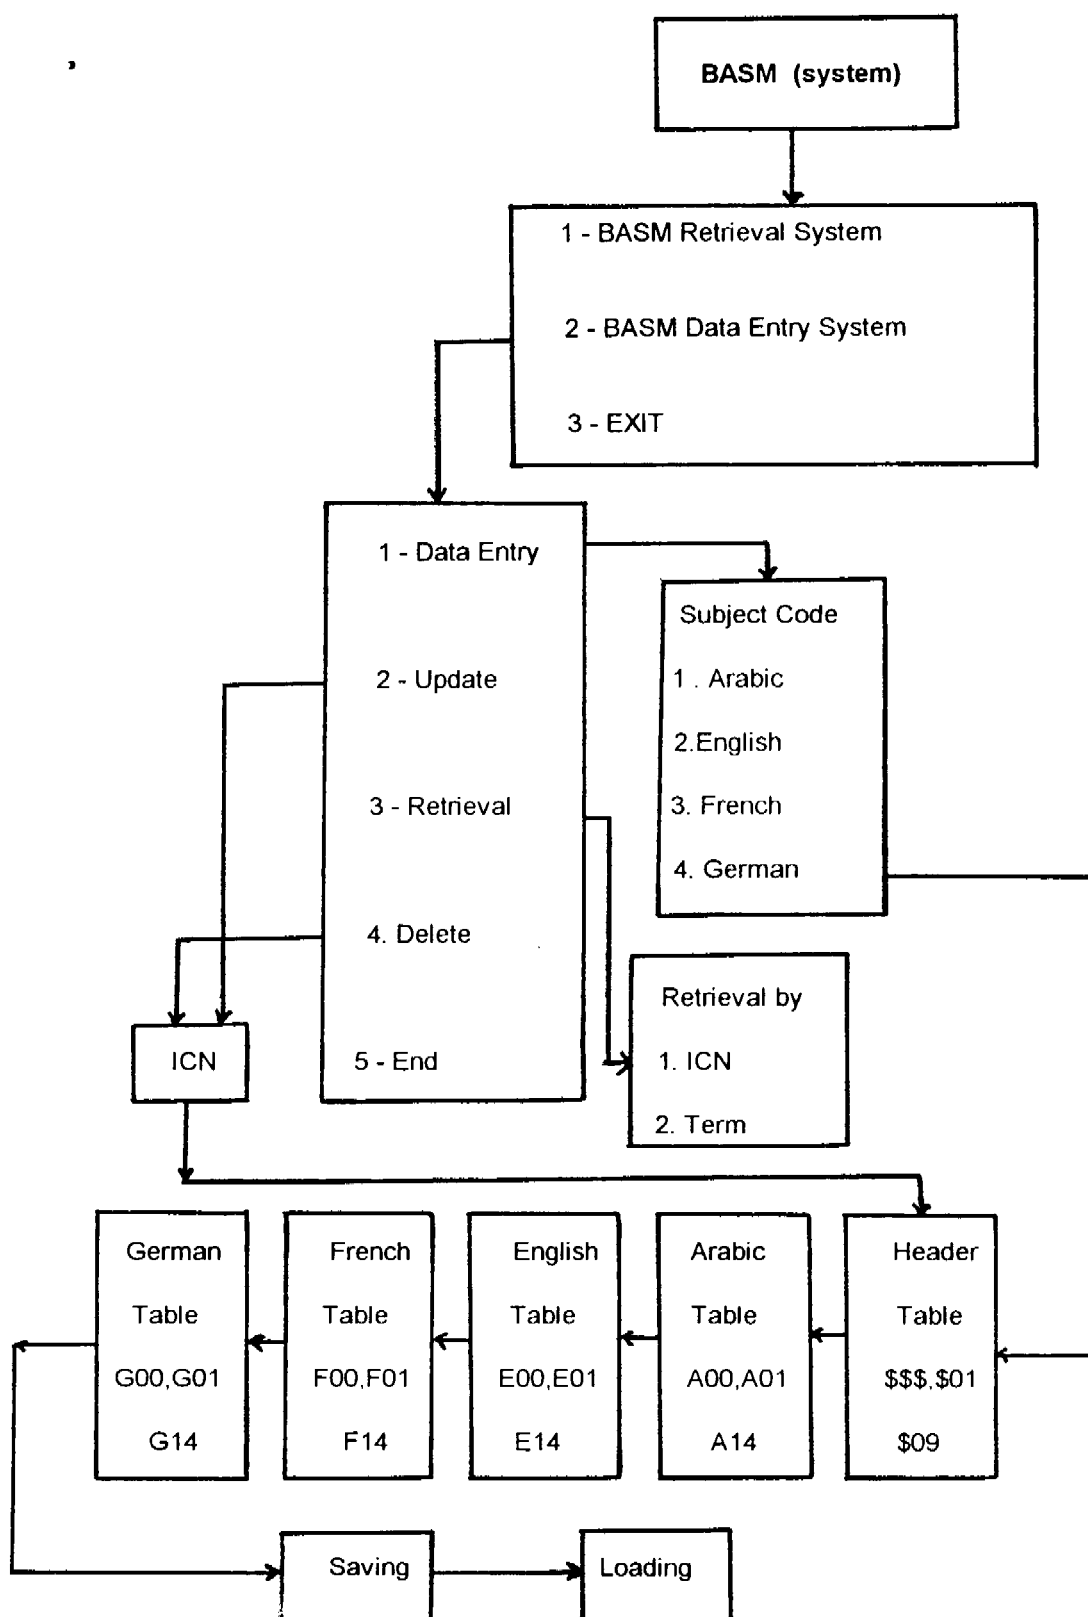 BASM (system)
1 - BASM Retrieval System
2 - BASM Data Entry System
3 - EXIT
1 - Data Entry
2 - Update
3 - Retrieval
4. Delete
5 - End
Subject Code
1 . Arabic
2.English
3. French
4. German
Retrieval by
1. ICN
2. Term
ICN
German
Table
G00,G01
G14
French
Table
F00,F01
F14
English
Table
E00,E01
E14
Arabic
Table
A00,A01
A14
Header
Table
$$$,$01
$09
Saving
Loading